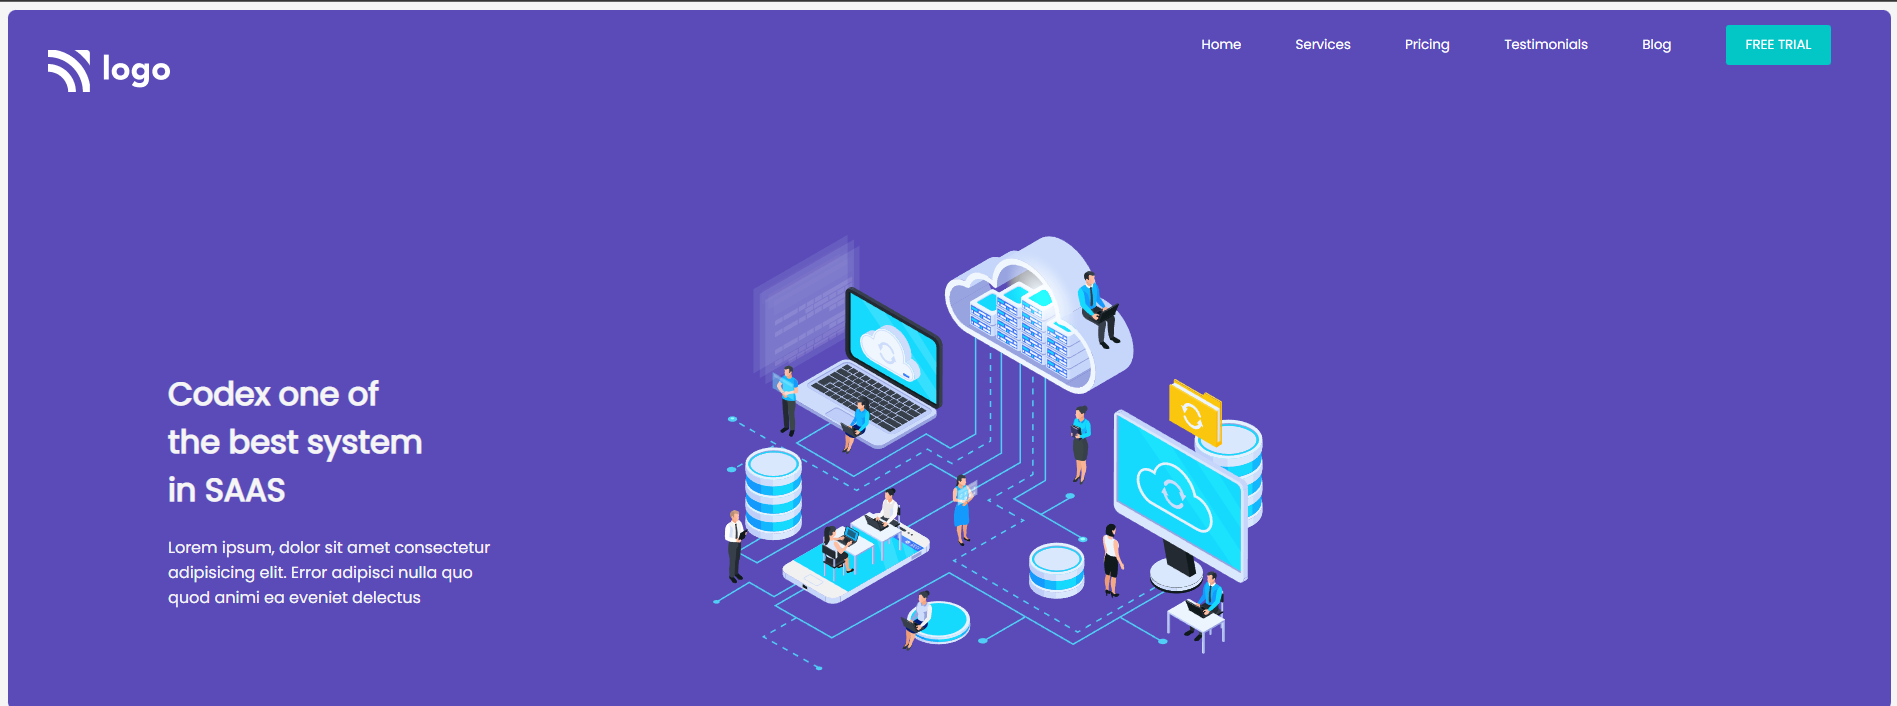 logo
Home
Services
Pricing
Testimonials
Blog
FREE TRIAL
Codex one of
the best system
in SAAS
Lorem ipsum, dolor sit amet consectetur
adipisicing elit. Error adipisci nulla quo
quod animi ea eveniet delectus